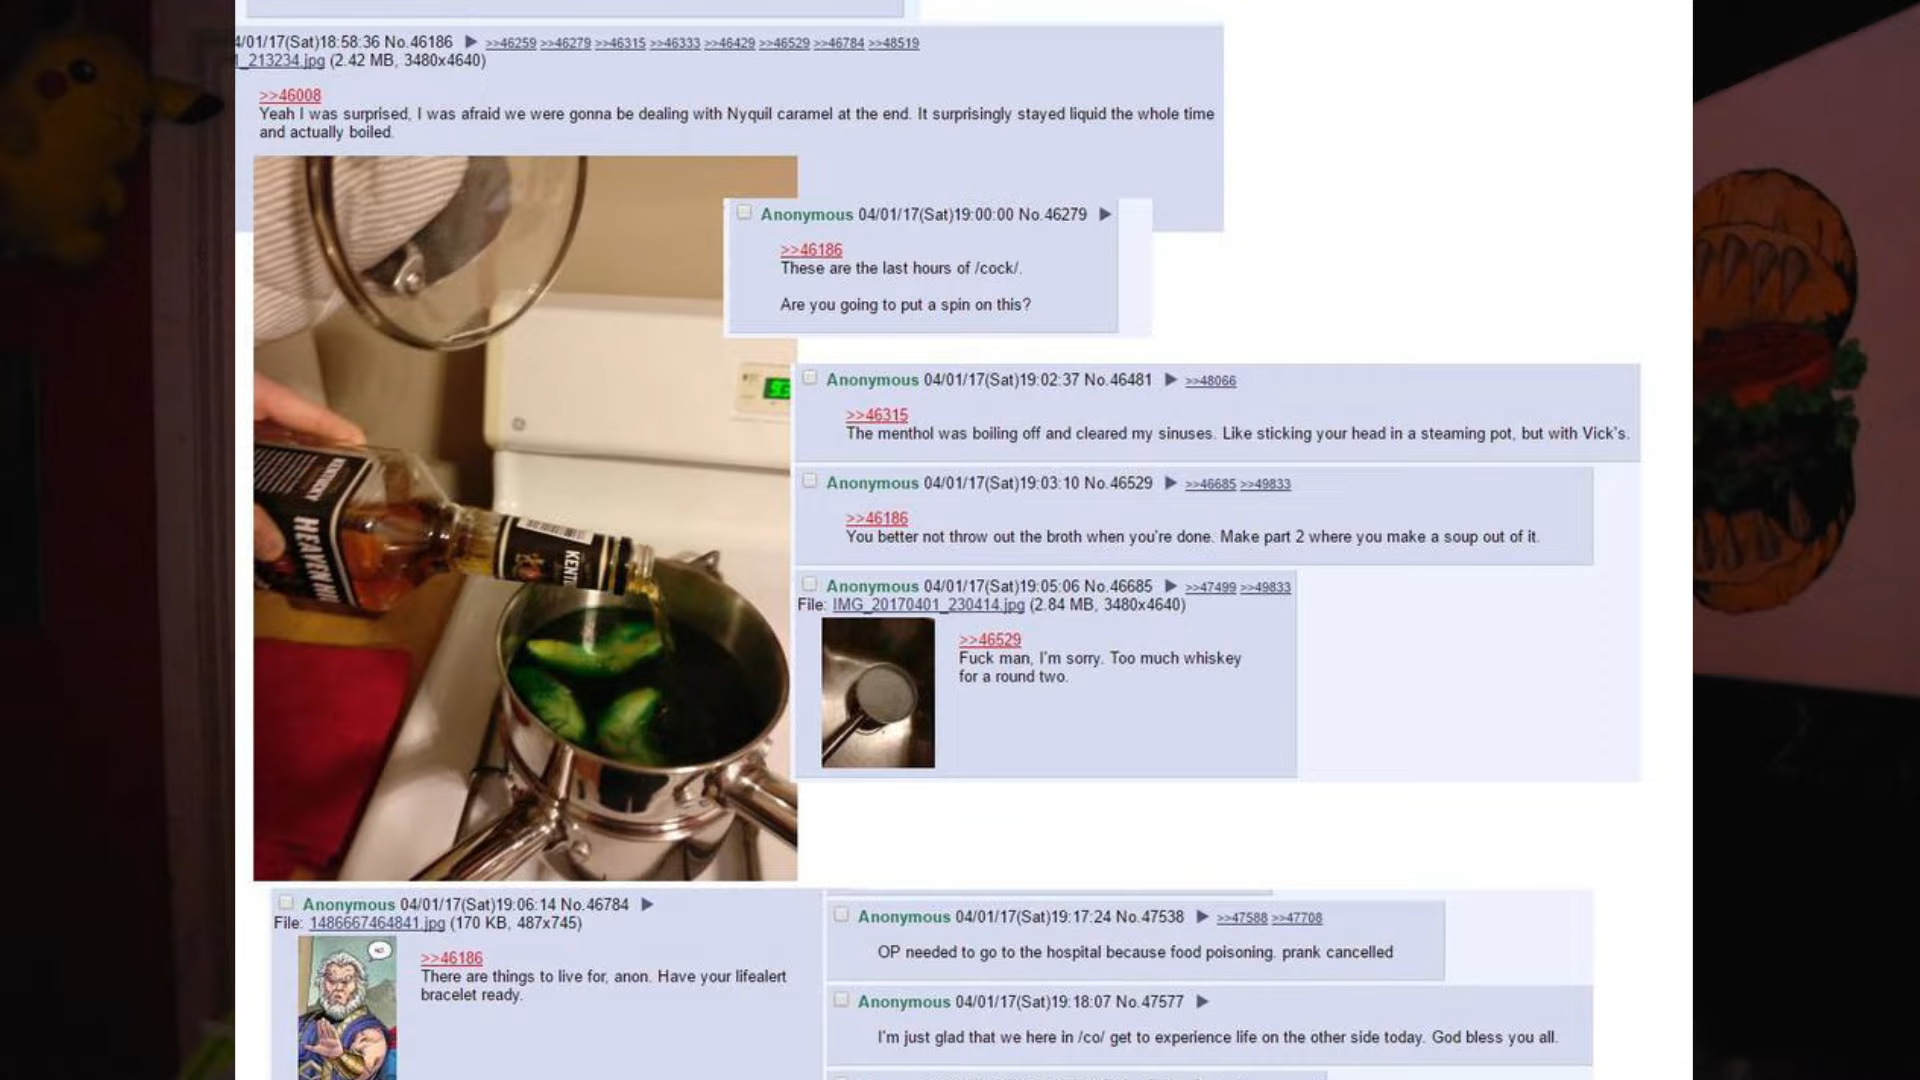 4/01/17(Sat)18:58:36 No.46186 ▶ >>46259 >>46279 >>46315 >>46333 >>46429 >>46529 >>46784 >>48519
_213234.jpg (2.42 MB, 3480x4640)
>>46008
Yeah I was surprised, I was afraid we were gonna be dealing with Nyquil caramel at the end. It surprisingly stayed liquid the whole time
and actually boiled.
Anonymous 04/01/17(Sat)19:00:00 No.46279 ▶
>>46186
These are the last hours of /cock/.
Are you going to put a spin on this?
Anonymous 04/01/17(Sat)19:02:37 No.46481 ▶ >>48066
>>46315
The menthol was boiling off and cleared my sinuses. Like sticking your head in a steaming pot, but with Vick's.
Anonymous 04/01/17(Sat)19:03:10 No.46529 ▶ >>46685 >>49833
>>46186
You better not throw out the broth when you're done. Make part 2 where you make a soup out of it.
Anonymous 04/01/17(Sat)19:05:06 No.46685 ▶ >>47499 >>49833
File: IMG_20170401_230414.jpg (2.84 MB, 3480x4640)
>>46529
Fuck man, I'm sorry. Too much whiskey
for a round two.
KENTUCKY
HEAVEN
KENT
Anonymous 04/01/17(Sat)19:06:14 No.46784 ▶
File: 1486667464841.jpg (170 KB, 487x745)
NO
>>46186
There are things to live for, anon. Have your lifealert
bracelet ready.
Anonymous 04/01/17(Sat)19:17:24 No.47538 ▶ >>47588 >>47708
OP needed to go to the hospital because food poisoning. prank cancelled
Anonymous 04/01/17(Sat)19:18:07 No.47577 ▶
I'm just glad that we here in /co/ get to experience life on the other side today. God bless you all.